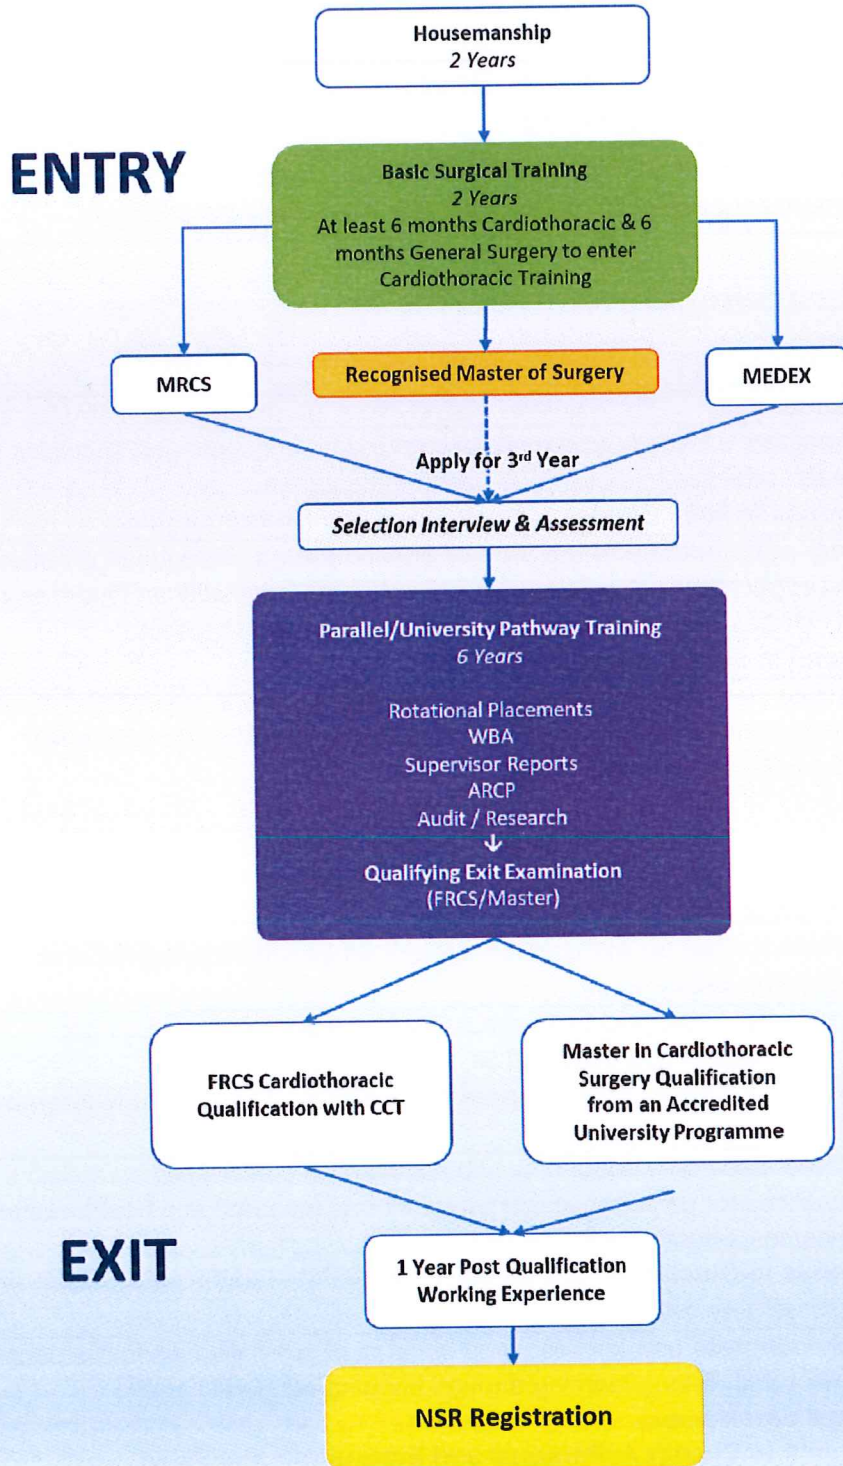 Housemanship
2 Years
ENTRY
Basic Surgical Training
2 Years
At least 6 months Cardiothoracic & 6
months General Surgery to enter
Cardiothoracic Training
MRCS
Recognised Master of Surgery
MEDEX
Apply for 3rd Year
Selection Interview & Assessment
Parallel/University Pathway Training
6 Years
Rotational Placements
WBA
Supervisor Reports
ARCP
Audit / Research
Qualifying Exit Examination
(FRCS/Master)
FRCS Cardiothoracic
Qualification with CCT
Master in Cardiothoracic
Surgery Qualification
from an Accredited
University Programme
EXIT
1 Year Post Qualification
Working Experience
NSR Registration